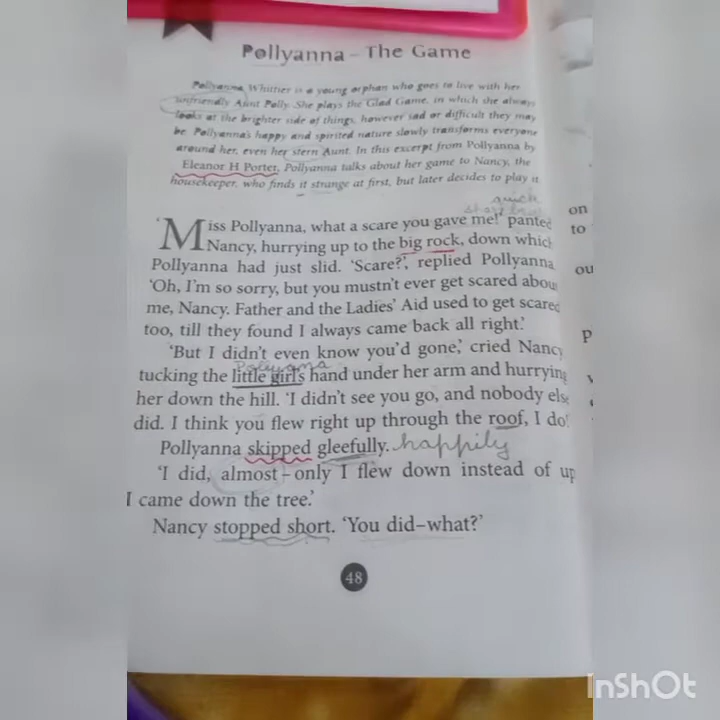 Pollyanna – The Game
Pollyanna Whittier is a young orphan who goes to live with her
unfriendly Aunt Polly. She plays the Glad Game, in which she always
looks at the brighter side of things, however sad or difficult they may
be. Pollyanna's happy and spirited nature slowly transforms everyone
around her, even her stern Aunt. In this excerpt from Pollyanna by
Eleanor H Porter, Pollyanna talks about her game to Nancy, the
housekeeper, who finds it strange at first, but later decides to play it
quick
short
'Miss Pollyanna, what a scare you gave me!' panted
Nancy, hurrying up to the big rock, down which
Pollyanna had just slid. 'Scare?', replied Pollyanna
'Oh, I'm so sorry, but you mustn't ever get scared abou
me, Nancy. Father and the Ladies' Aid used to get scared
too, till they found I always came back all right.'
'But I didn't even know you'd gone,' cried Nancy
Pollyana
tucking the little girl's hand under her arm and hurrying
her down the hill. 'I didn't see you go, and nobody else
did. I think you flew right up through the roof, I do!
Pollyanna skipped gleefully. happily
'I did, almost – only I flew down instead of up
I came down the tree.'
Nancy stopped short. 'You did–what?'
48
on
to
ou
P
InShOt